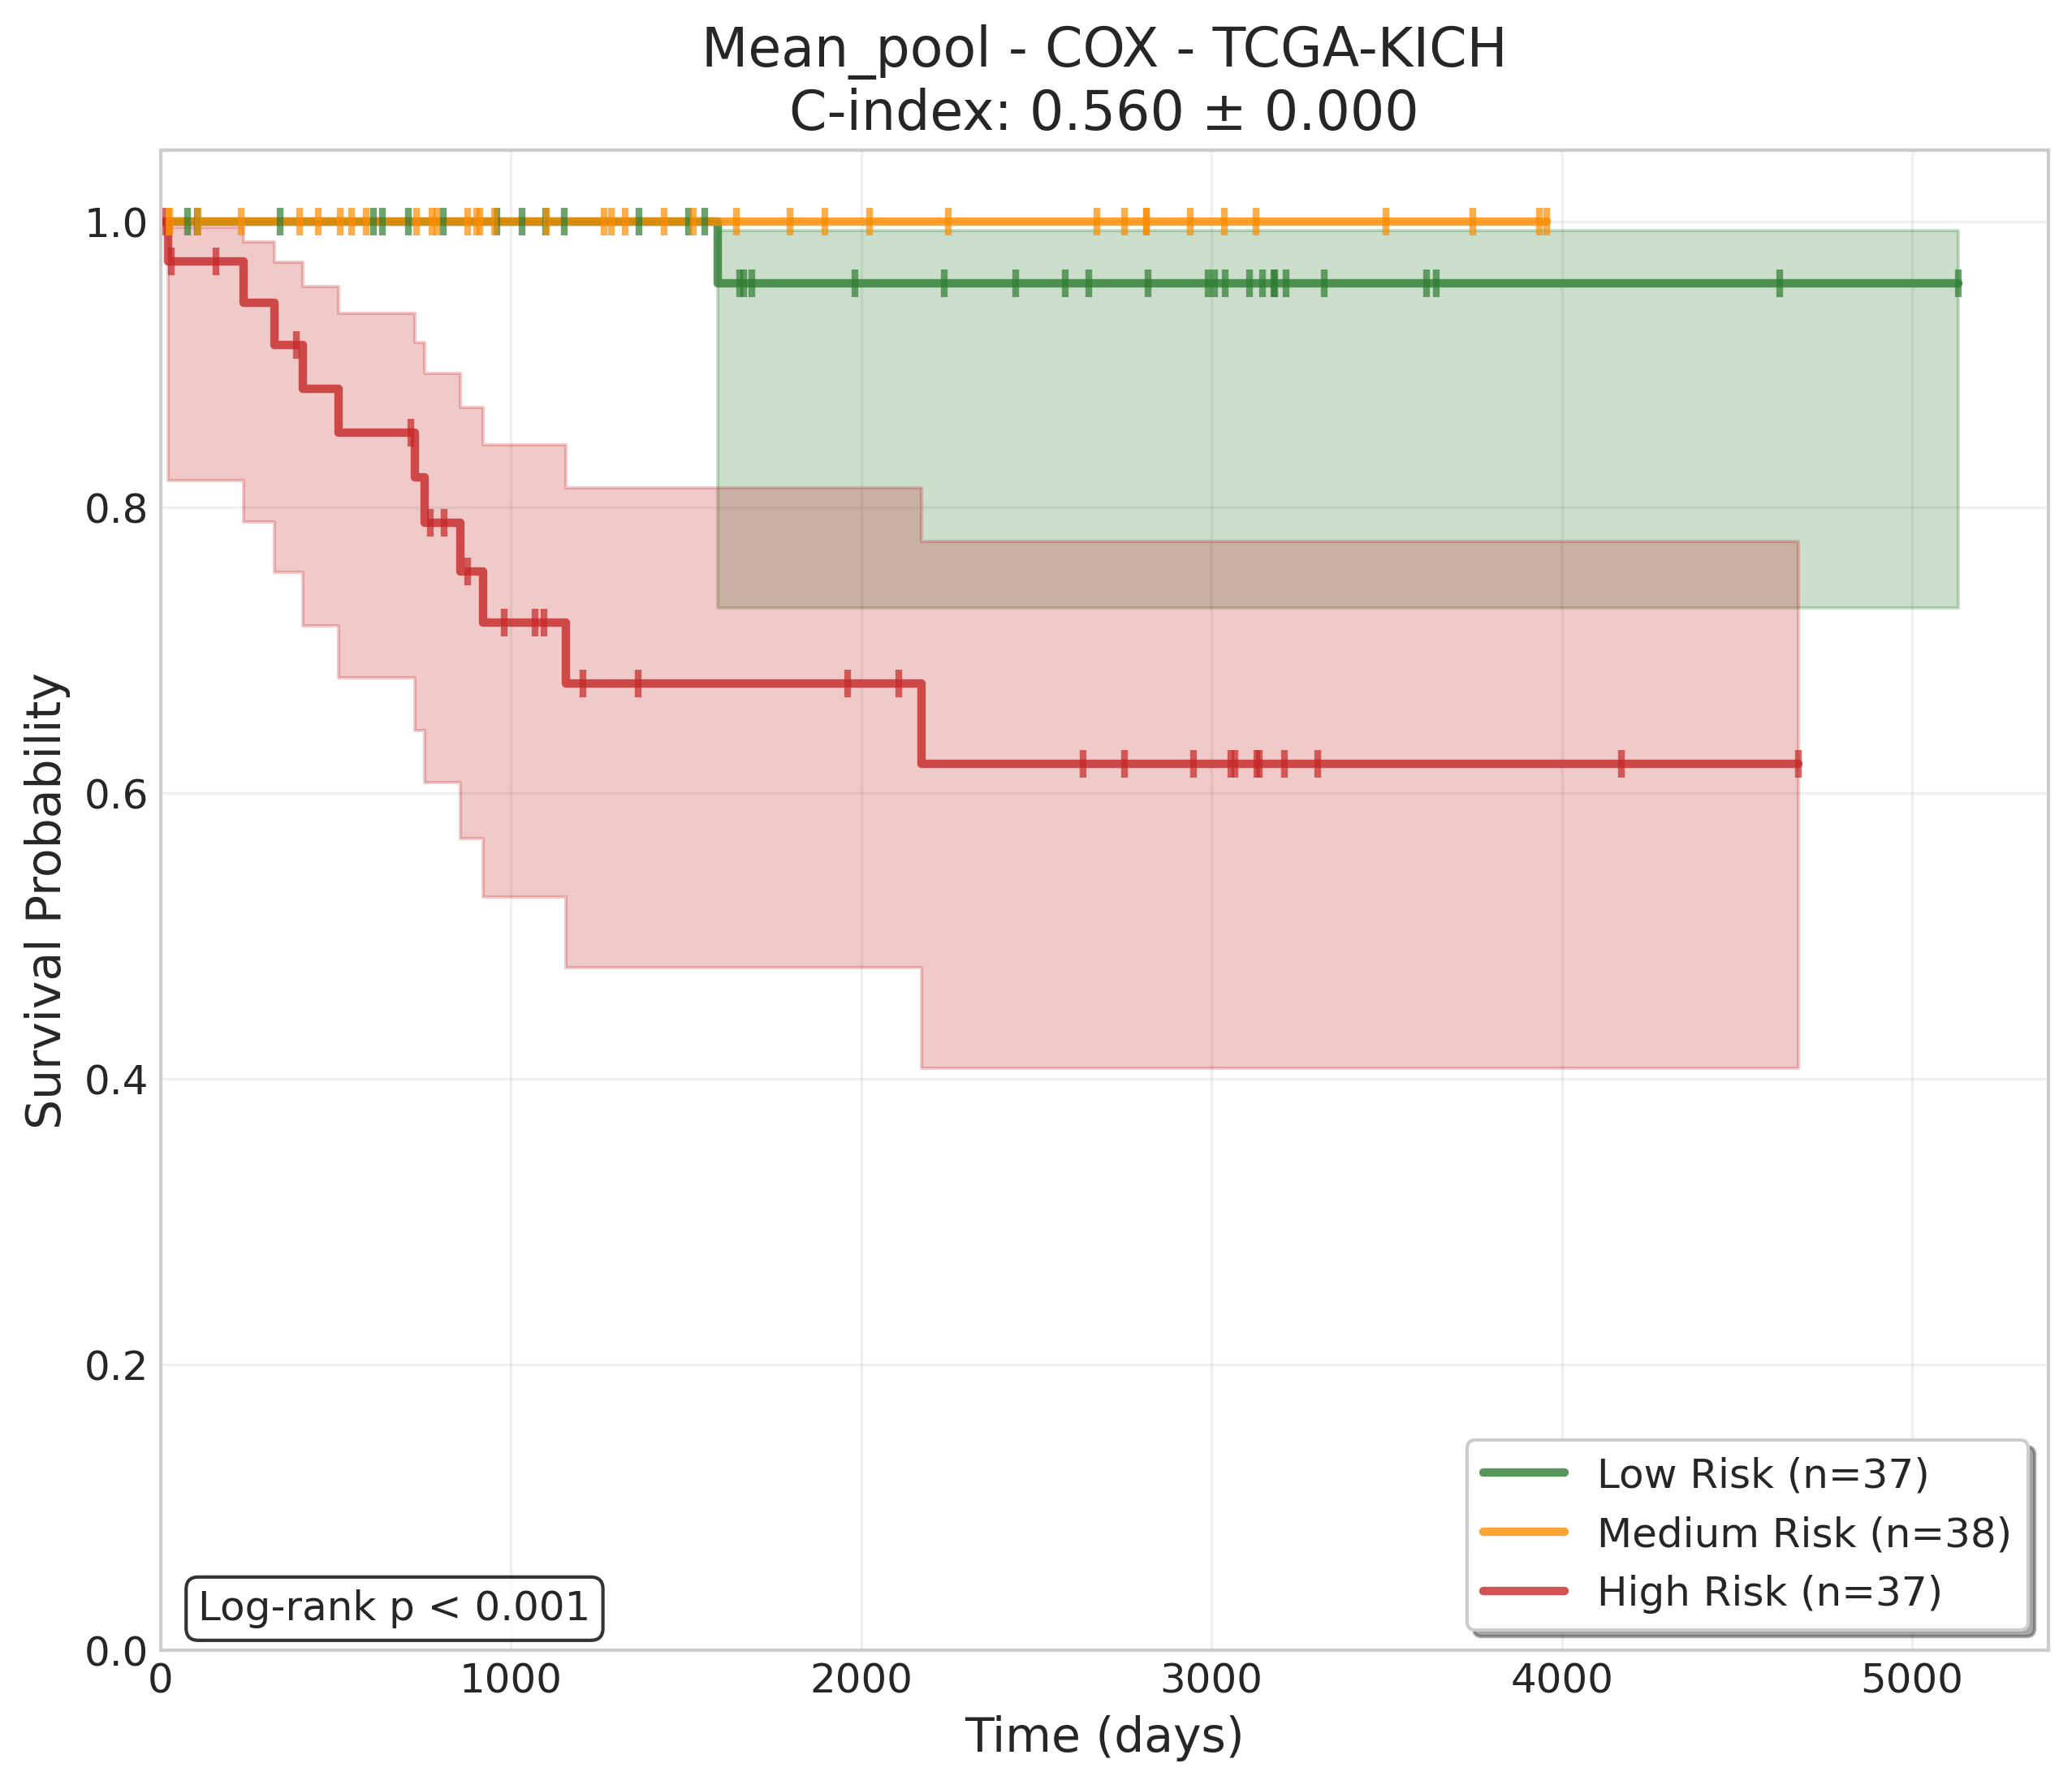 Mean_pool - COX - TCGA-KICH
C-index: 0.560 ± 0.000
Survival Probability
1.0
0.8
0.6
0.4
0.2
0.0
0
1000
2000
3000
4000
5000
Time (days)
Log-rank p < 0.001
Low Risk (n=37)
Medium Risk (n=38)
High Risk (n=37)